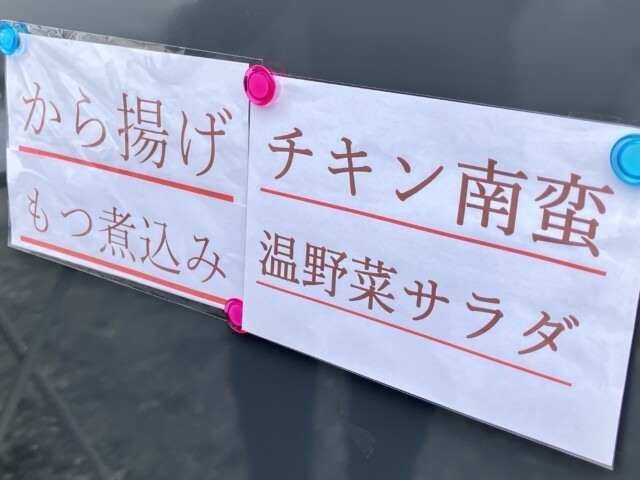 から揚げ
もつ煮込み
チキン南蛮
温野菜サラダ